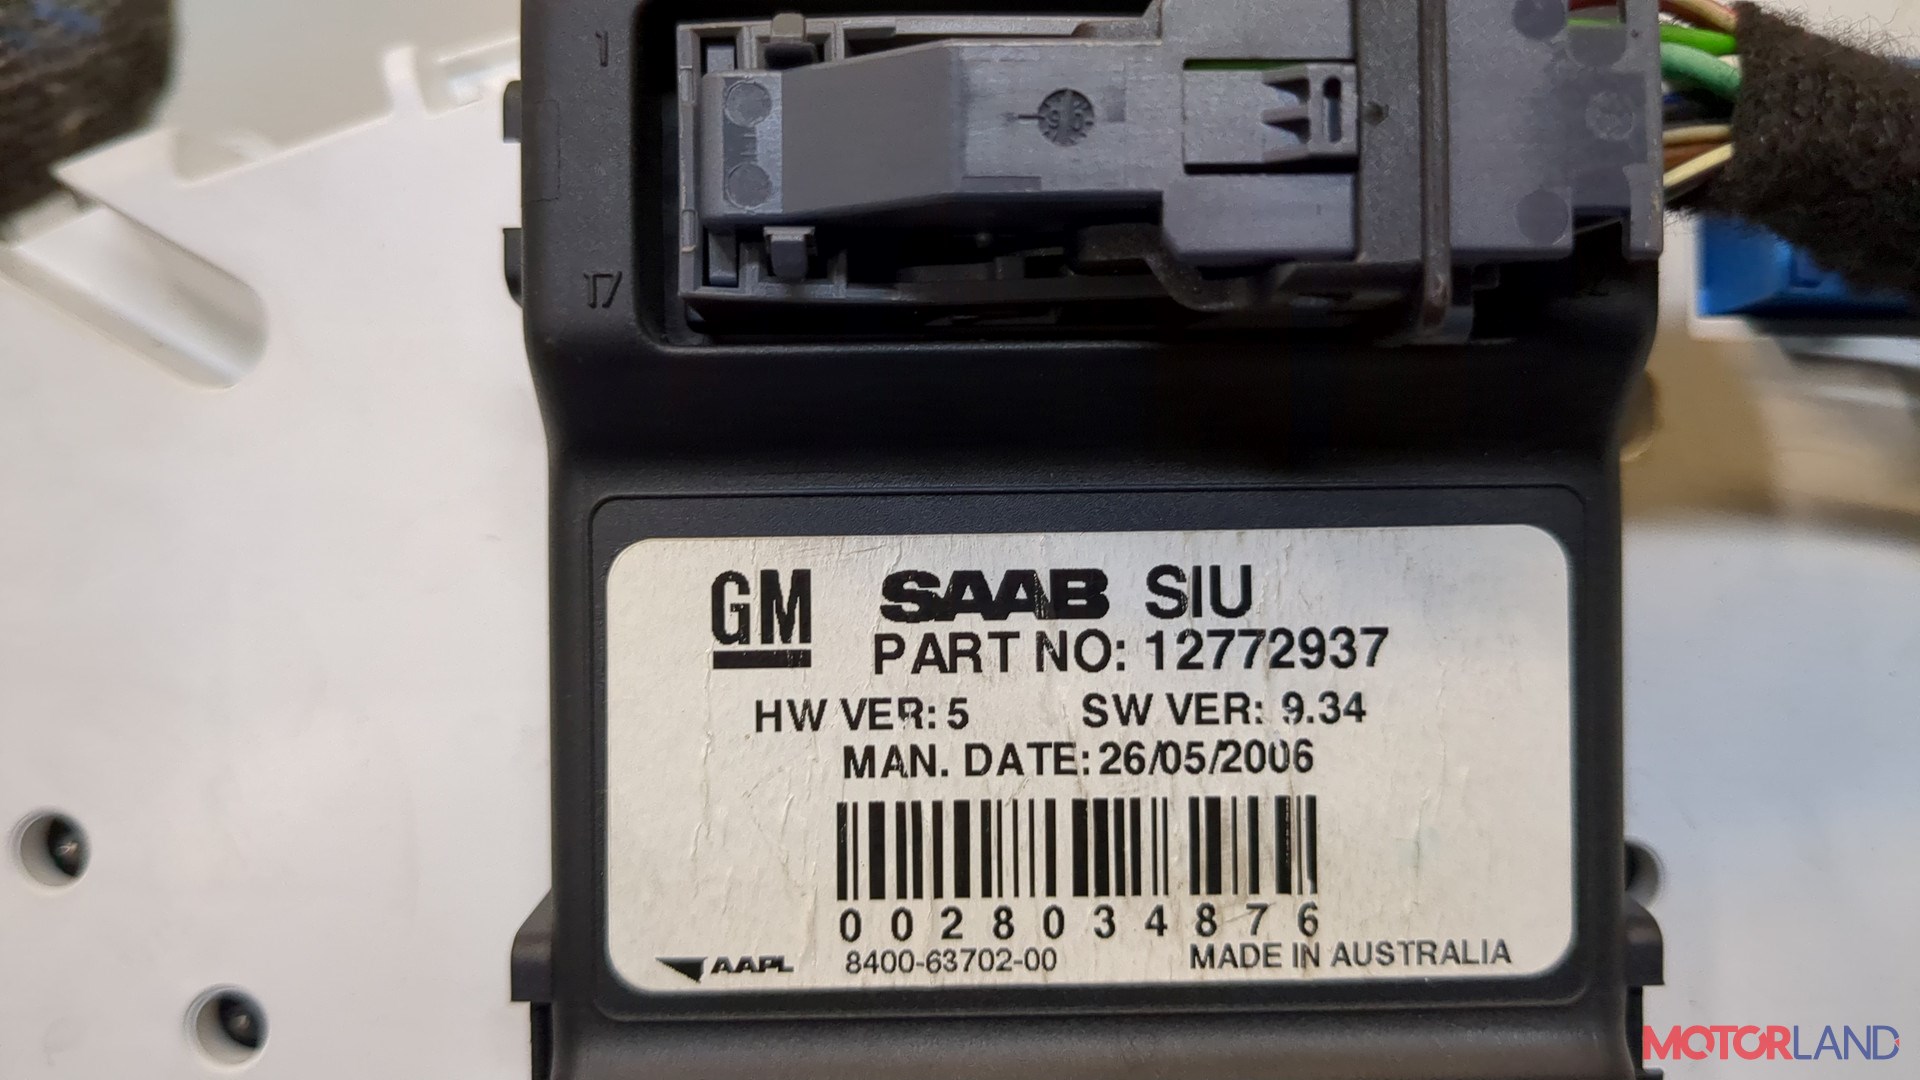 1
17
GM SAAB SIU
PART NO: 12772937
HW VER: 5 SW VER: 9.34
MAN. DATE: 26/05/2006
0028034876
AAPL 8400-63702-00 MADE IN AUSTRALIA
MOTORLAND